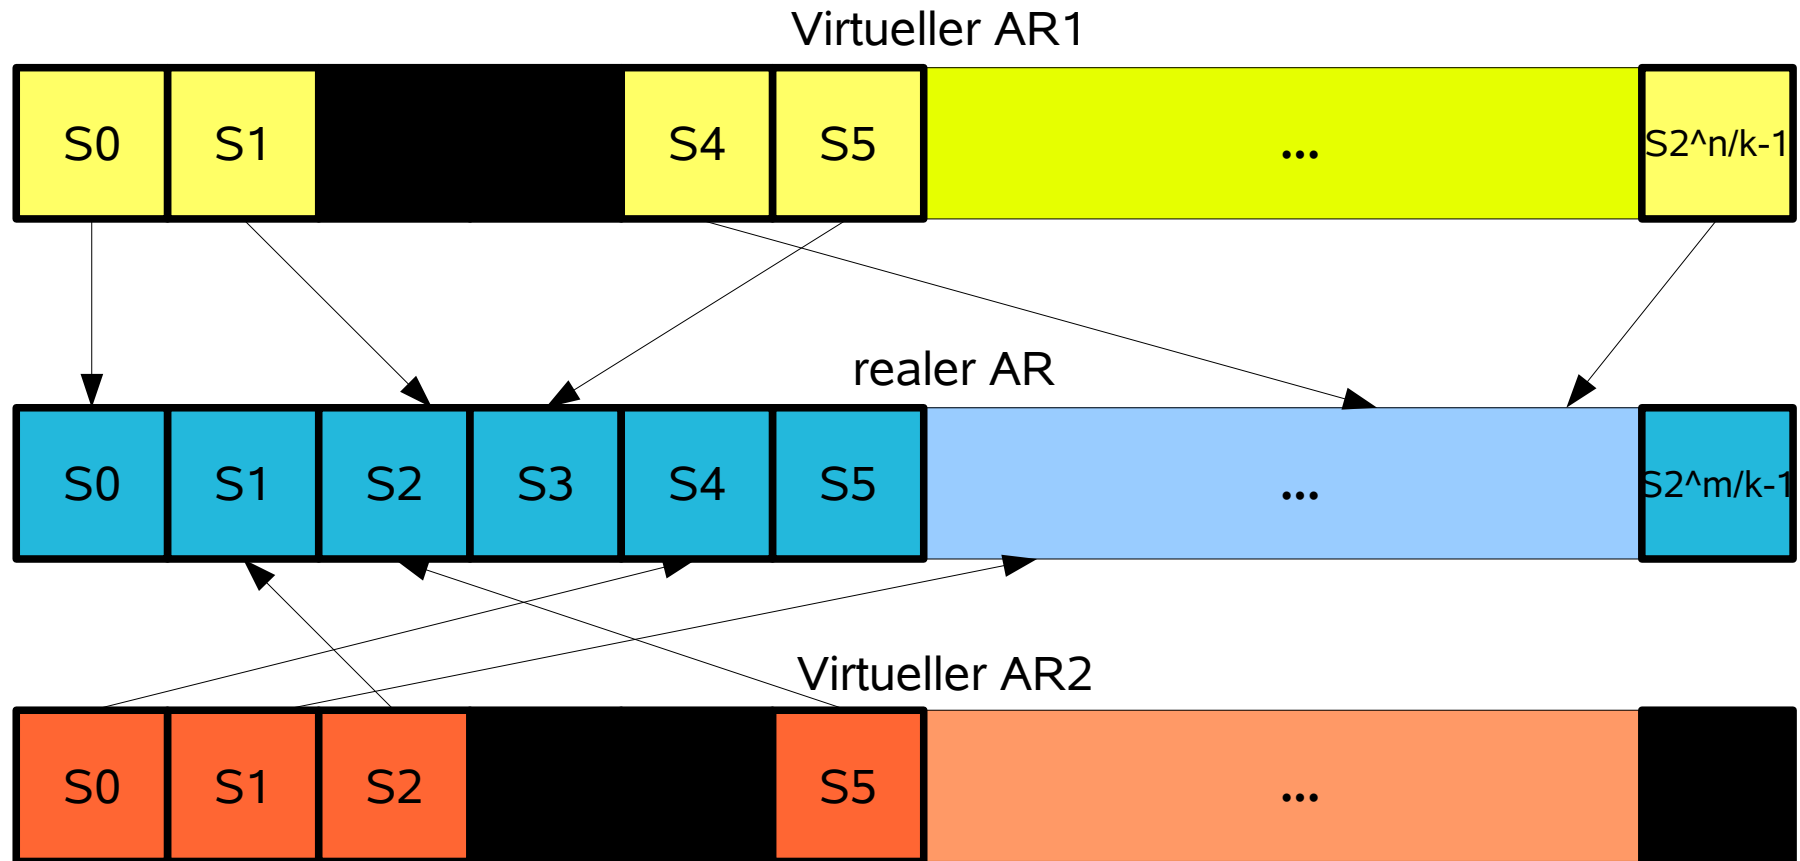 Virtueller AR1
S0 S1 S4 S5 ... S2^n/k-1
realer AR
S0 S1 S2 S3 S4 S5 ... S2^m/k-1
Virtueller AR2
S0 S1 S2 S5 ...